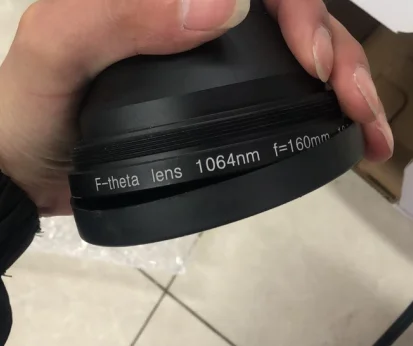 F-theta lens 1064nm f=160mm